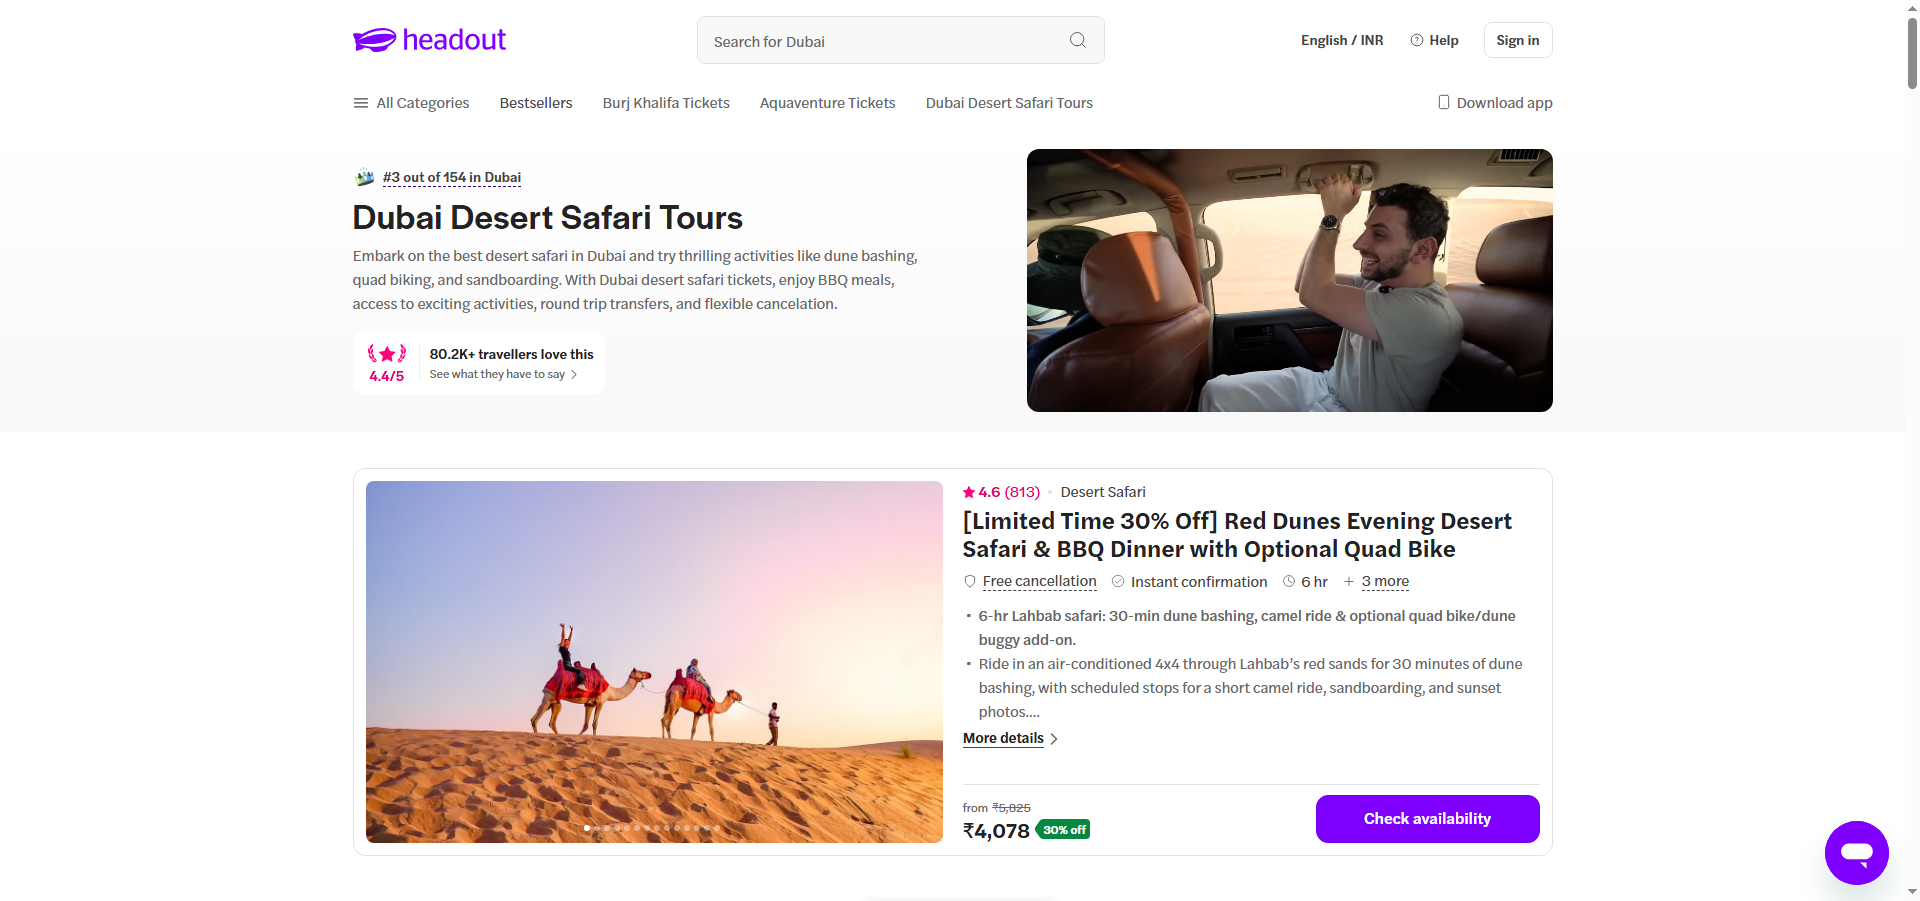 headout
Search for Dubai
English / INR
Help
Sign in
All Categories
Bestsellers
Burj Khalifa Tickets
Aquaventure Tickets
Dubai Desert Safari Tours
Download app
#3 out of 154 in Dubai
Dubai Desert Safari Tours
Embark on the best desert safari in Dubai and try thrilling activities like dune bashing,
quad biking, and sandboarding. With Dubai desert safari tickets, enjoy BBQ meals,
access to exciting activities, round trip transfers, and flexible cancelation.
4.4/5
80.2K+ travellers love this
See what they have to say
4.6 (813) • Desert Safari
[Limited Time 30% Off] Red Dunes Evening Desert
Safari & BBQ Dinner with Optional Quad Bike
Free cancellation
Instant confirmation
6 hr
+ 3 more
• 6-hr Lahbab safari: 30-min dune bashing, camel ride & optional quad bike/dune
buggy add-on.
• Ride in an air-conditioned 4x4 through Lahbab’s red sands for 30 minutes of dune
bashing, with scheduled stops for a short camel ride, sandboarding, and sunset
photos....
More details
from ₹5,825
₹4,078 30% off
Check availability